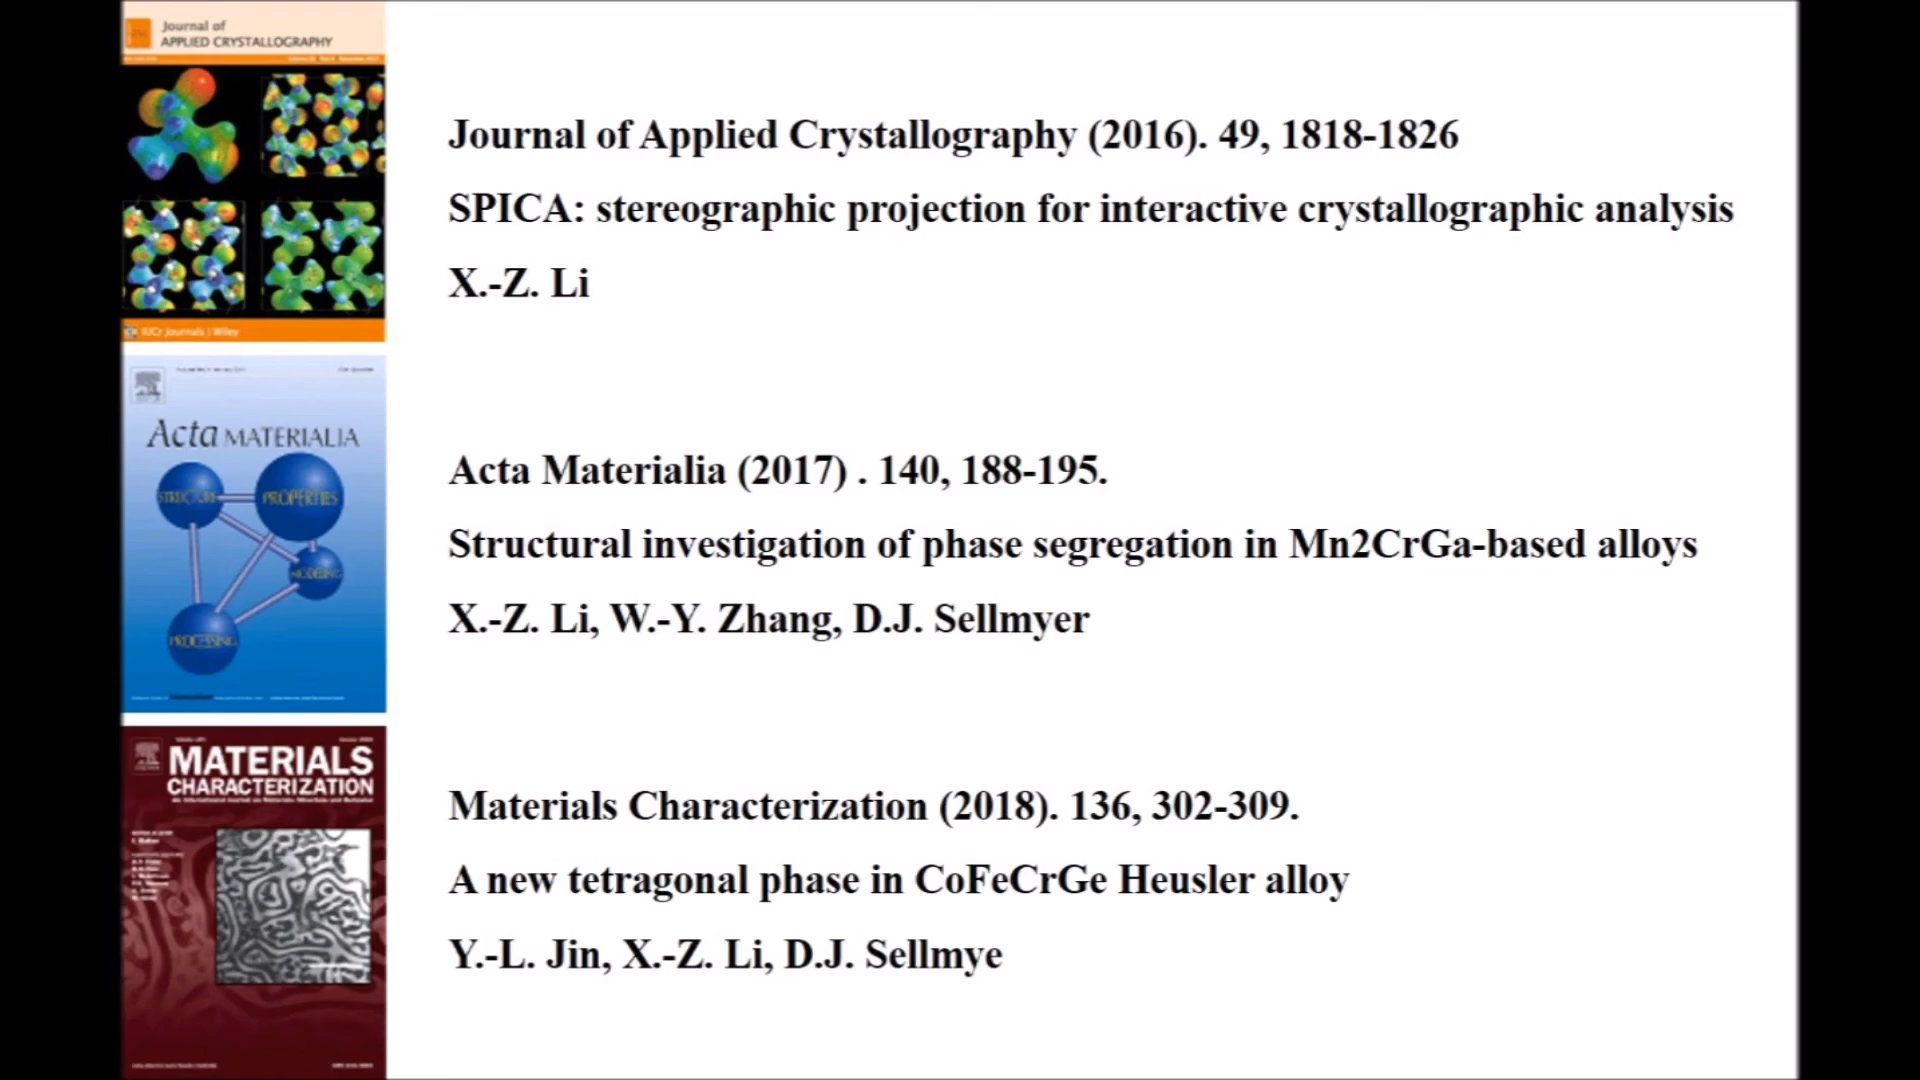 Journal of
APPLIED CRYSTALLOGRAPHY
IUCr Journals | Wiley
Journal of Applied Crystallography (2016). 49, 1818-1826
SPICA: stereographic projection for interactive crystallographic analysis
X.-Z. Li
Acta MATERIALIA
STRUCTURE
PROPERTIES
MODELING
PROCESSING
Acta Materialia (2017) . 140, 188-195.
Structural investigation of phase segregation in Mn2CrGa-based alloys
X.-Z. Li, W.-Y. Zhang, D.J. Sellmyer
MATERIALS
CHARACTERIZATION
Materials Characterization (2018). 136, 302-309.
A new tetragonal phase in CoFeCrGe Heusler alloy
Y.-L. Jin, X.-Z. Li, D.J. Sellmye